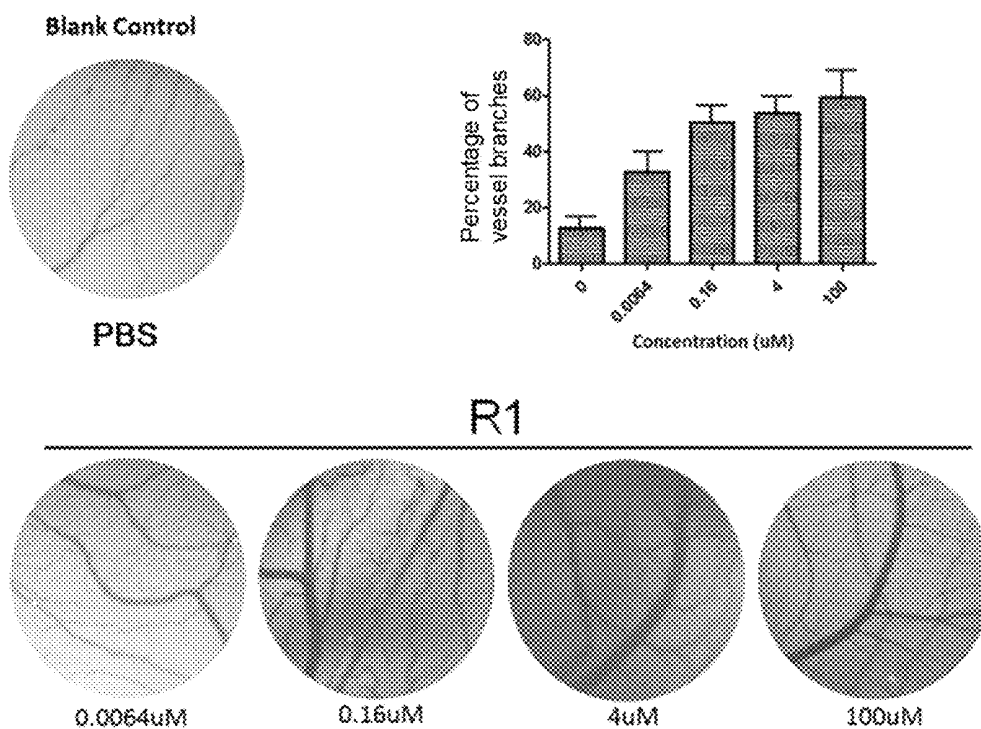 Blank Control
PBS
Percentage of
vessel branches
80
60
40
20
0
0
0.0064
0.16
4
100
Concentration (uM)
R1
0.0064uM
0.16uM
4uM
100uM